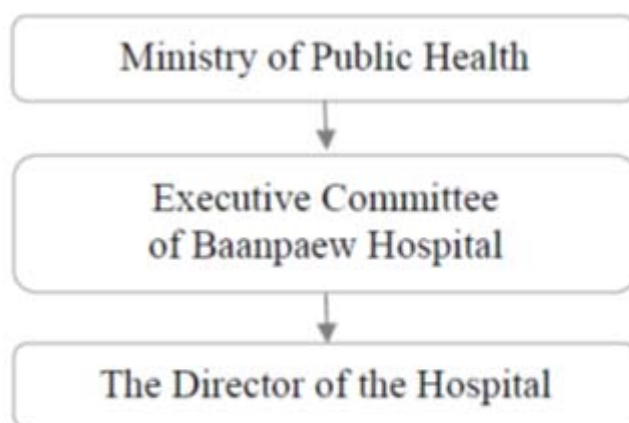 Ministry of Public Health
Executive Committee
of Baanpaew Hospital
The Director of the Hospital